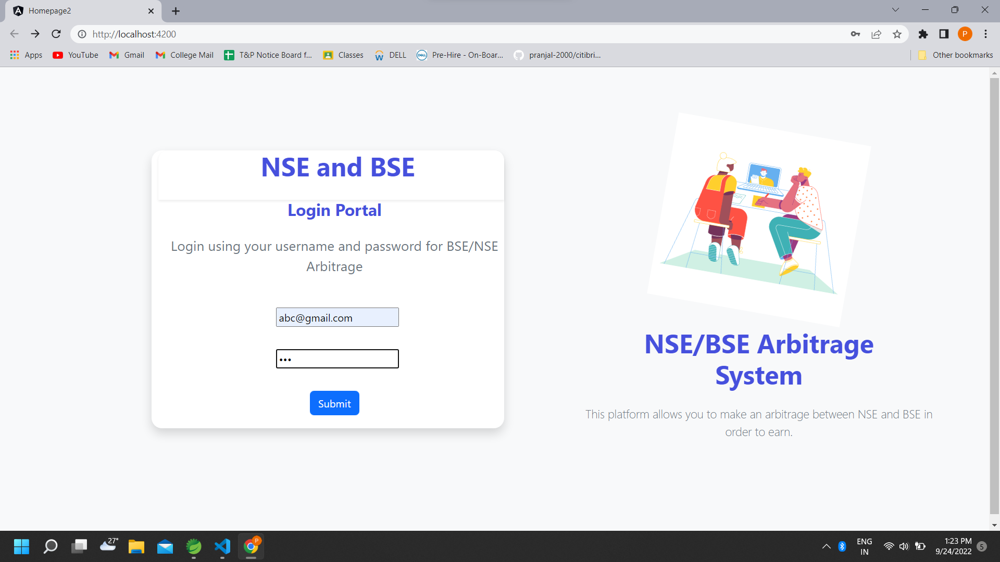 Homepage2
http://localhost:4200
P
Apps
YouTube
Gmail
College Mail
T&P Notice Board f...
Classes
DELL
Pre-Hire - On-Boar...
pranjal-2000/citibri...
Other bookmarks
NSE and BSE
Login Portal
Login using your username and password for BSE/NSE
Arbitrage
abc@gmail.com
•••
Submit
NSE/BSE Arbitrage
System
This platform allows you to make an arbitrage between NSE and BSE in
order to earn.
27°
P
ENG
IN
1:23 PM
9/24/2022
5